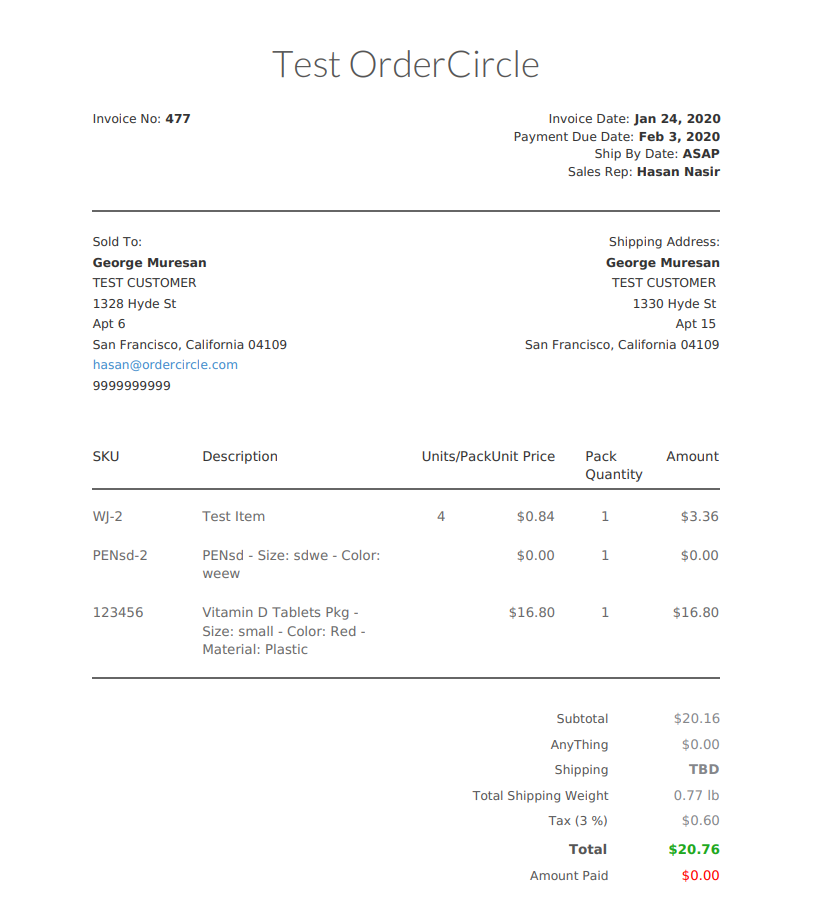 Test OrderCircle
Invoice No: 477
Invoice Date: Jan 24, 2020
Payment Due Date: Feb 3, 2020
Ship By Date: ASAP
Sales Rep: Hasan Nasir
Sold To:
George Muresan
TEST CUSTOMER
1328 Hyde St
Apt 6
San Francisco, California 04109
hasan@ordercircle.com
9999999999
Shipping Address:
George Muresan
TEST CUSTOMER
1330 Hyde St
Apt 15
San Francisco, California 04109
SKU Description Units/Pack Unit Price Pack Amount
Quantity
WJ-2 Test Item 4 $0.84 1 $3.36
PENsd-2 PENsd - Size: sdwe - Color: $0.00 1 $0.00
weew
123456 Vitamin D Tablets Pkg - $16.80 1 $16.80
Size: small - Color: Red -
Material: Plastic
Subtotal $20.16
AnyThing $0.00
Shipping TBD
Total Shipping Weight 0.77 lb
Tax (3 %) $0.60
Total $20.76
Amount Paid $0.00